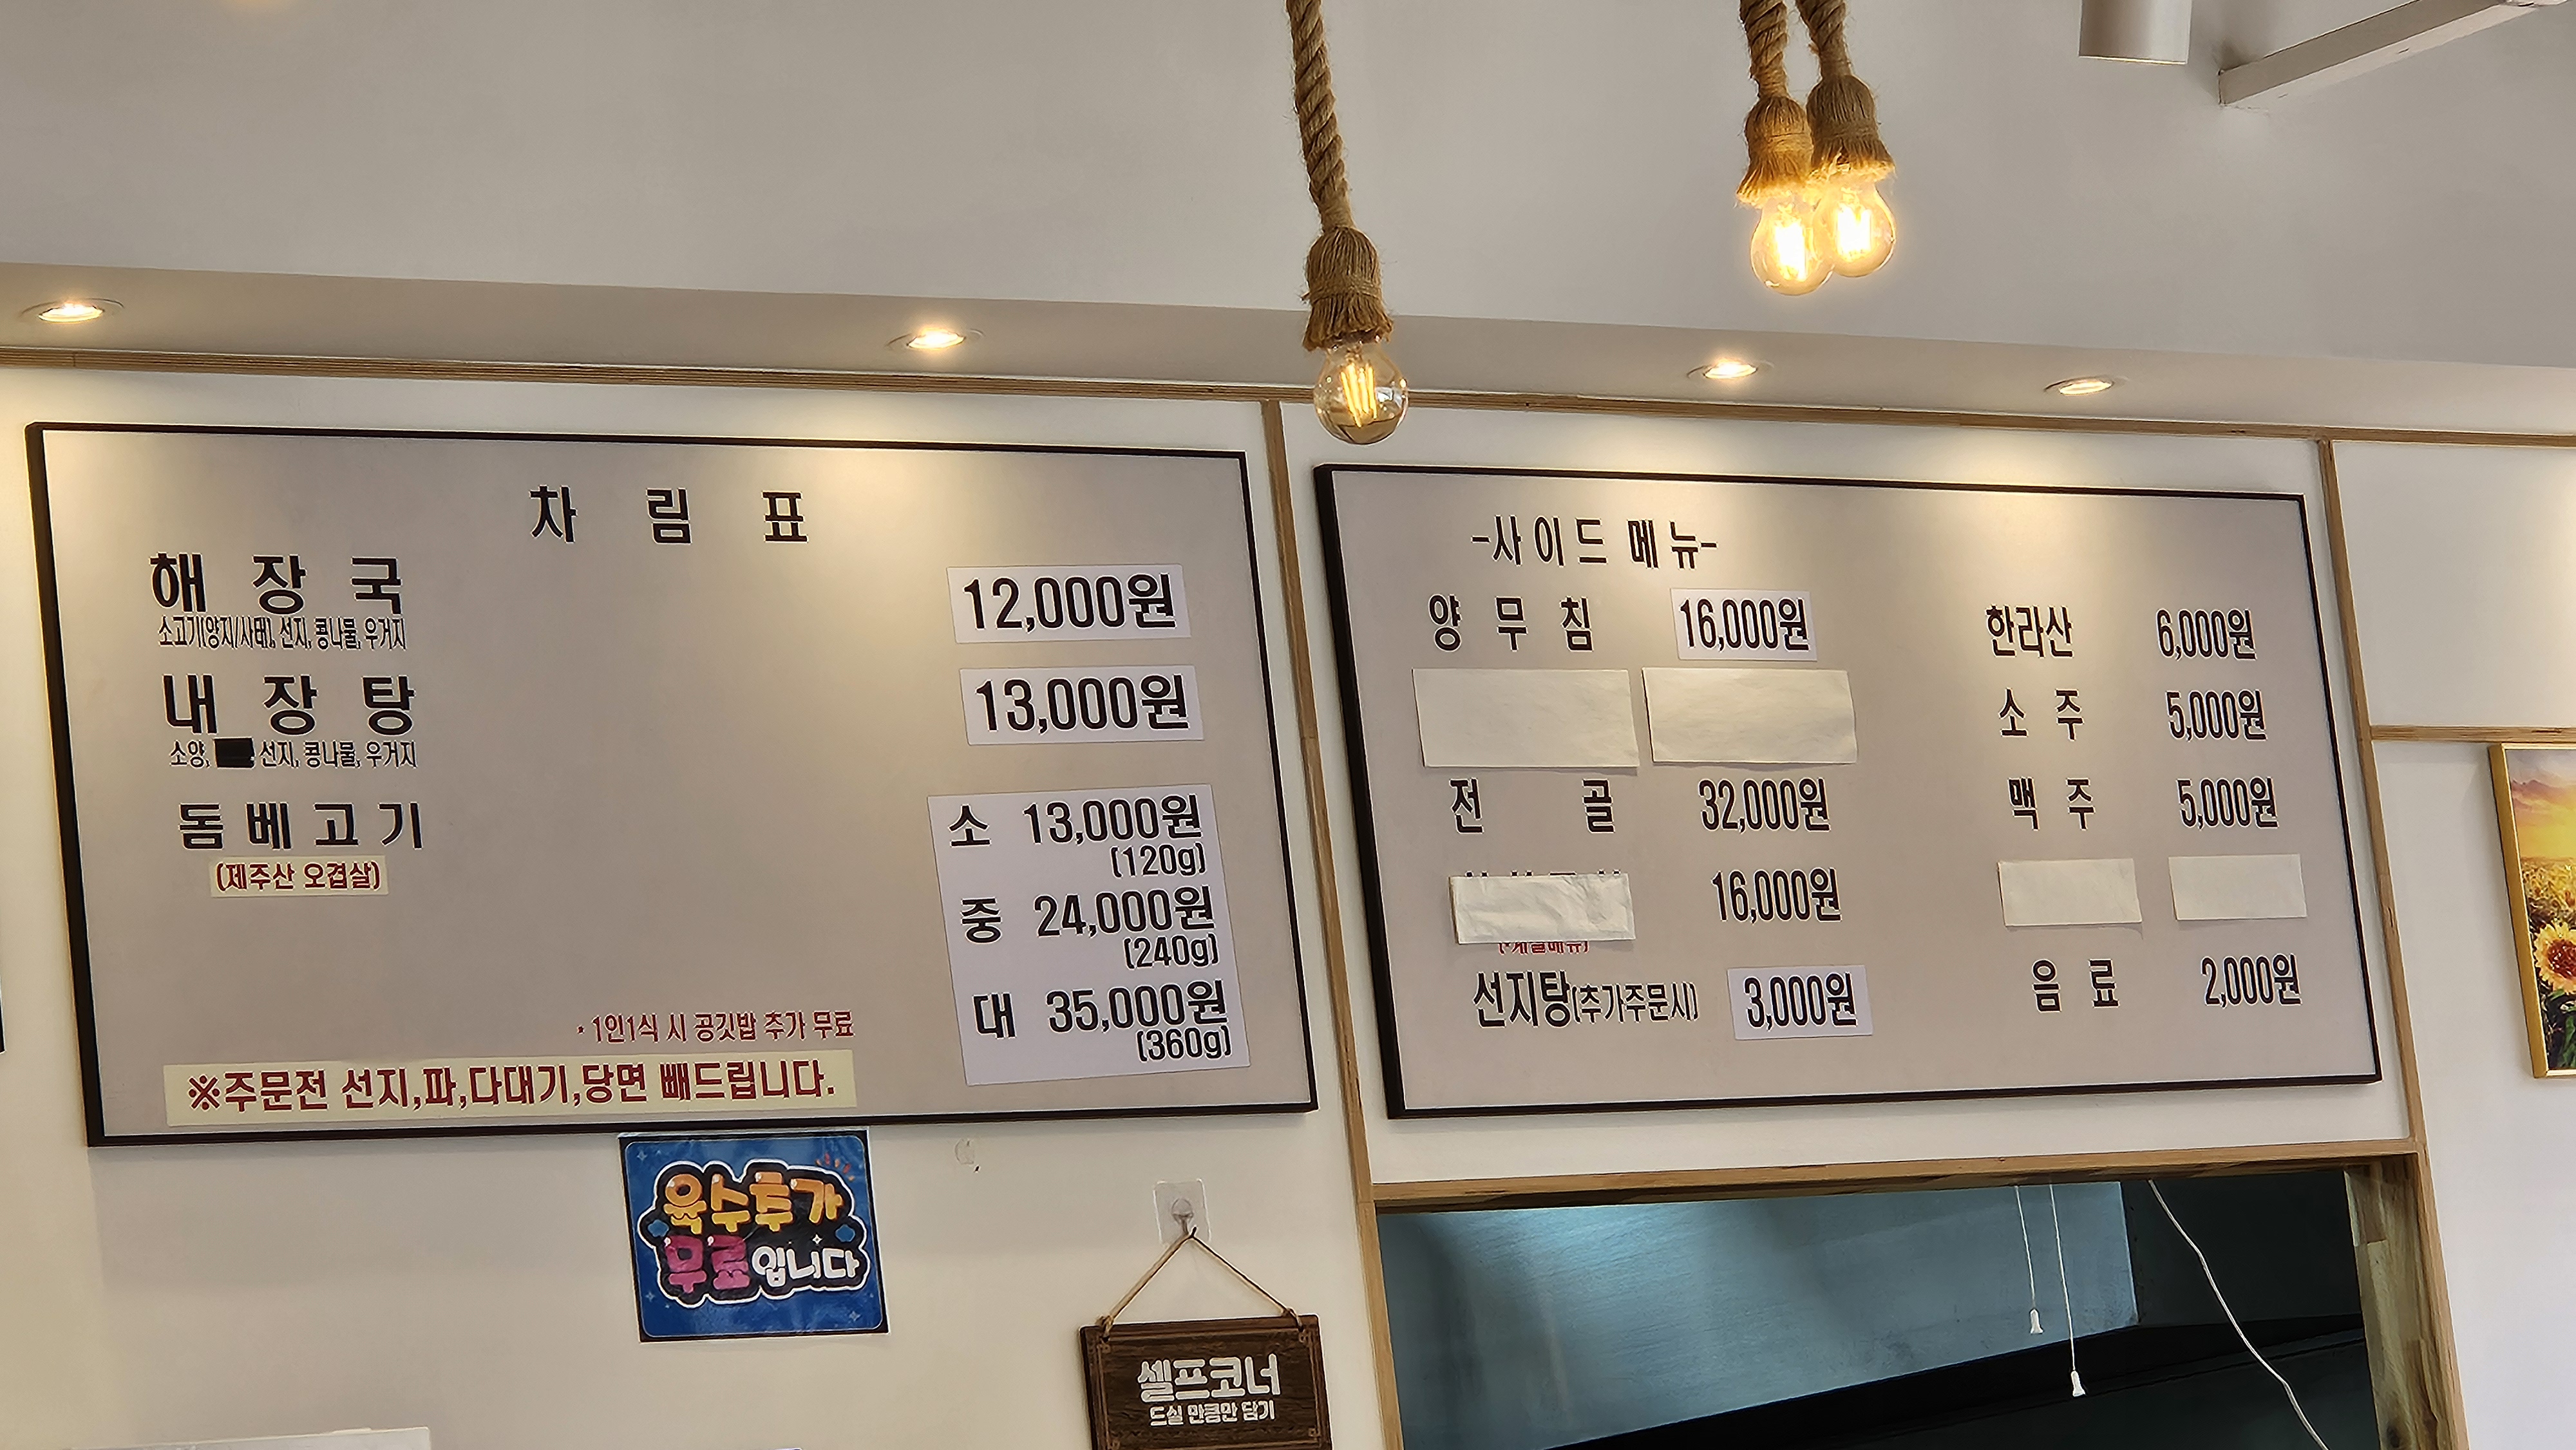 차 림 표
해 장 국 12,000원
소고기(양지/사태), 선지, 콩나물, 우거지
내 장 탕 13,000원
소양, 선지, 콩나물, 우거지
돔베고기
(제주산 오겹살)
소 13,000원
(120g)
중 24,000원
(240g)
대 35,000원
(360g)
· 1인1식 시 공깃밥 추가 무료
※주문전 선지,파,다대기,당면 빼드립니다.
-사이드 메뉴-
양 무 침 16,000원
전 골 32,000원
16,000원
선지탕(추가주문시) 3,000원
한라산 6,000원
소 주 5,000원
맥 주 5,000원
음 료 2,000원
육수추가
무료입니다
셀프코너
드실 만큼만 담기